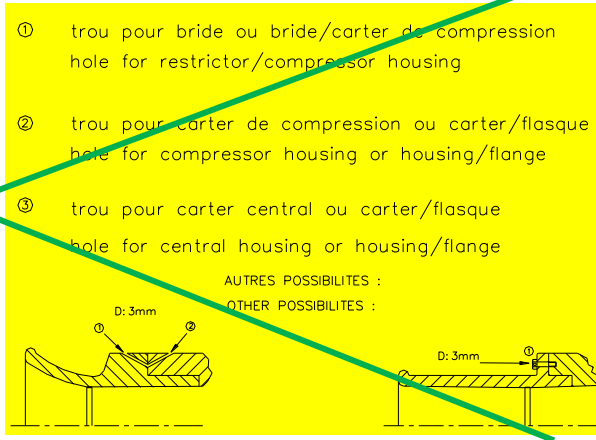 ① trou pour bride ou bride/carter de compression
hole for restrictor/compressor housing
② trou pour carter de compression ou carter/flasque
hole for compressor housing or housing/flange
③ trou pour carter central ou carter/flasque
hole for central housing or housing/flange
AUTRES POSSIBILITES :
OTHER POSSIBILITES :
D: 3mm
① ②
D: 3mm ①